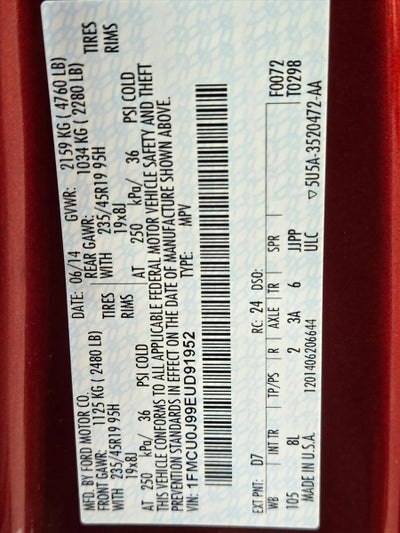 MFD. BY FORD MOTOR CO.
DATE: 06/14 GVWR: 2159 KG ( 4760 LB)
FRONT GAWR: REAR GAWR:
1125 KG ( 2480 LB) 1034 KG ( 2280 LB)
WITH TIRES WITH TIRES
235/45R19 95H 235/45R19 95H
19x8J RIMS 19x8J RIMS
AT 250 kPa/ 36 PSI COLD AT 250 kPa/ 36 PSI COLD
THIS VEHICLE CONFORMS TO ALL APPLICABLE FEDERAL MOTOR VEHICLE SAFETY AND THEFT
PREVENTION STANDARDS IN EFFECT ON THE DATE OF MANUFACTURE SHOWN ABOVE.
VIN: 1FMCU0J99EUD91952 TYPE: MPV
F0072
T0298
EXT PNT: D7 RC: 24 DSO:
WB INT TR TP/PS R AXLE TR SPR
105 8L 2 3A 6 JJPP
ULC
MADE IN U.S.A. 1201406206644 ▽5U5A-3520472-AA